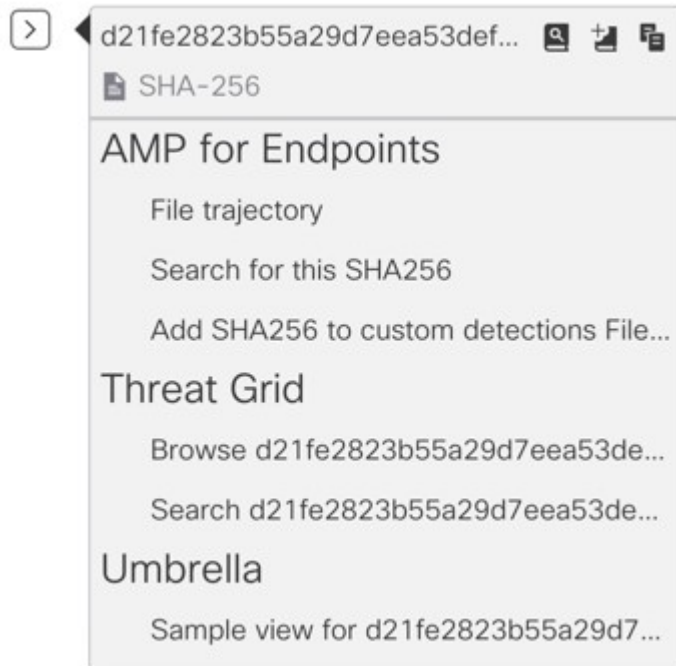 d21fe2823b55a29d7eea53def...
SHA-256
AMP for Endpoints
File trajectory
Search for this SHA256
Add SHA256 to custom detections File...
Threat Grid
Browse d21fe2823b55a29d7eea53de...
Search d21fe2823b55a29d7eea53de...
Umbrella
Sample view for d21fe2823b55a29d7...